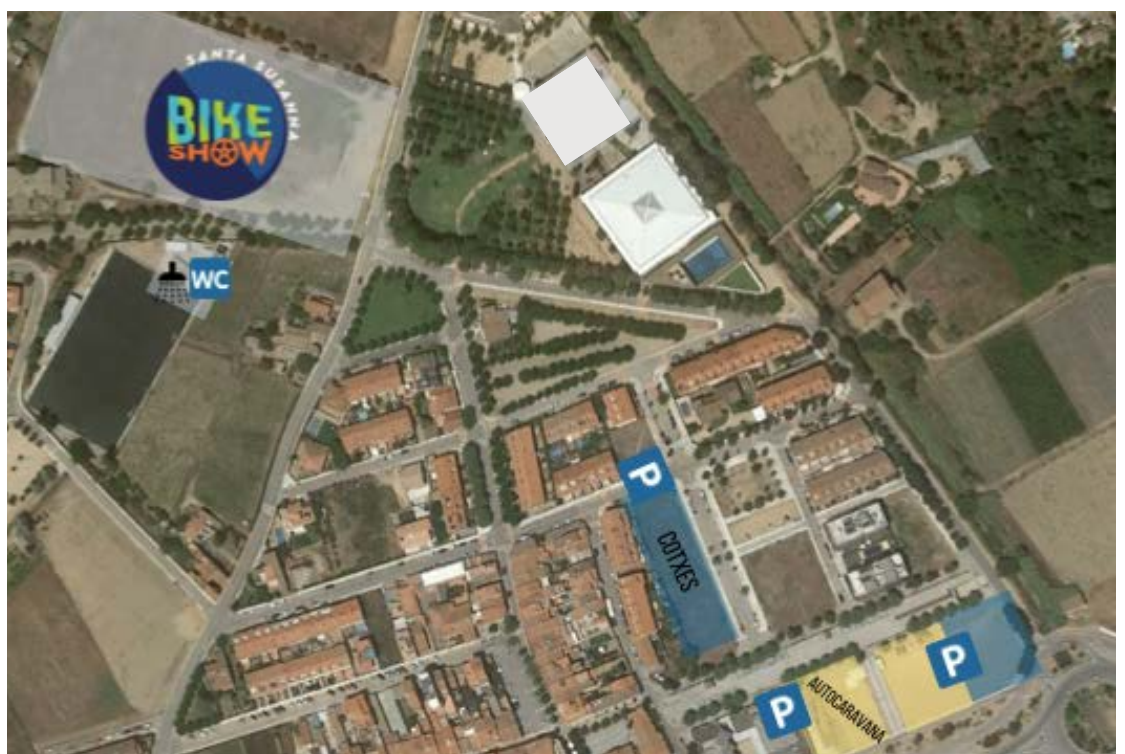 SANTA SUSANNA
BIKE
SHOW
WC
P
COTXES
P
AUTOCARAVANA
P